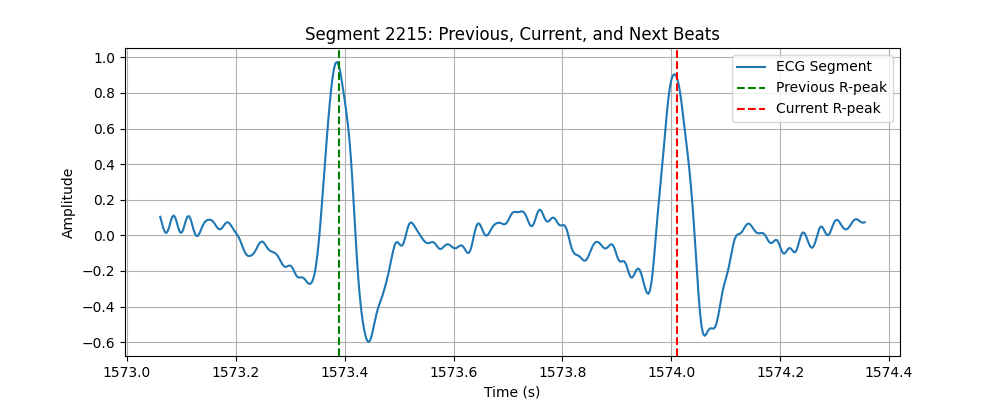 Segment 2215: Previous, Current, and Next Beats
ECG Segment
Previous R-peak
Current R-peak
Amplitude
1.0
0.8
0.6
0.4
0.2
0.0
−0.2
−0.4
−0.6
1573.0 1573.2 1573.4 1573.6 1573.8 1574.0 1574.2 1574.4
Time (s)